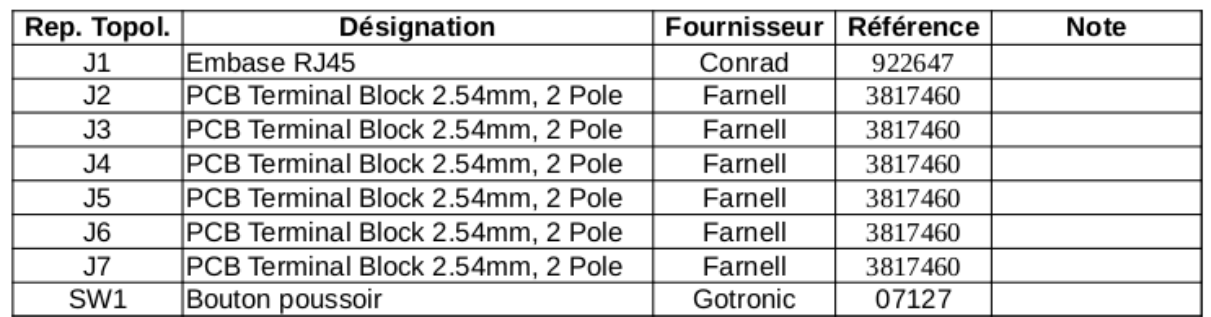 Rep. Topol. Désignation Fournisseur Référence Note
J1 Embase RJ45 Conrad 922647
J2 PCB Terminal Block 2.54mm, 2 Pole Farnell 3817460
J3 PCB Terminal Block 2.54mm, 2 Pole Farnell 3817460
J4 PCB Terminal Block 2.54mm, 2 Pole Farnell 3817460
J5 PCB Terminal Block 2.54mm, 2 Pole Farnell 3817460
J6 PCB Terminal Block 2.54mm, 2 Pole Farnell 3817460
J7 PCB Terminal Block 2.54mm, 2 Pole Farnell 3817460
SW1 Bouton poussoir Gotronic 07127